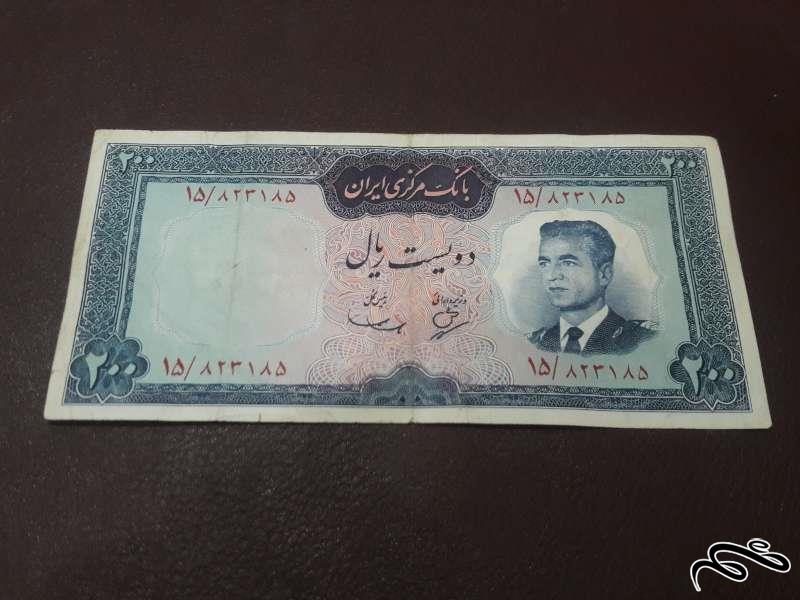 ۲۰۰ ۲۰۰
بانک مرکزی ایران
۱۵/۸۲۳۱۸۵ ۱۵/۸۲۳۱۸۵
دویست ریال
وزیر دارائی رئیس کل
۱۵/۸۲۳۱۸۵ ۱۵/۸۲۳۱۸۵
۲۰۰ ۲۰۰